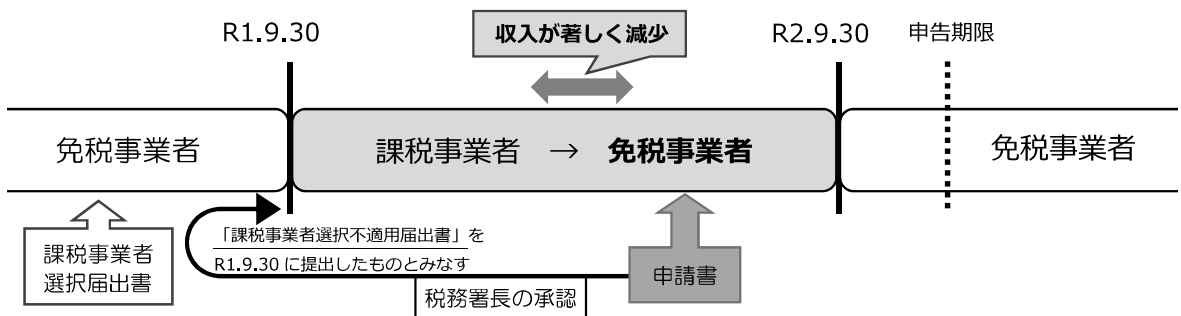 R1.9.30
収入が著しく減少
R2.9.30
申告期限
免税事業者
課税事業者 → 免税事業者
免税事業者
課税事業者
選択届出書
「課税事業者選択不適用届出書」を
R1.9.30 に提出したものとみなす
税務署長の承認
申請書